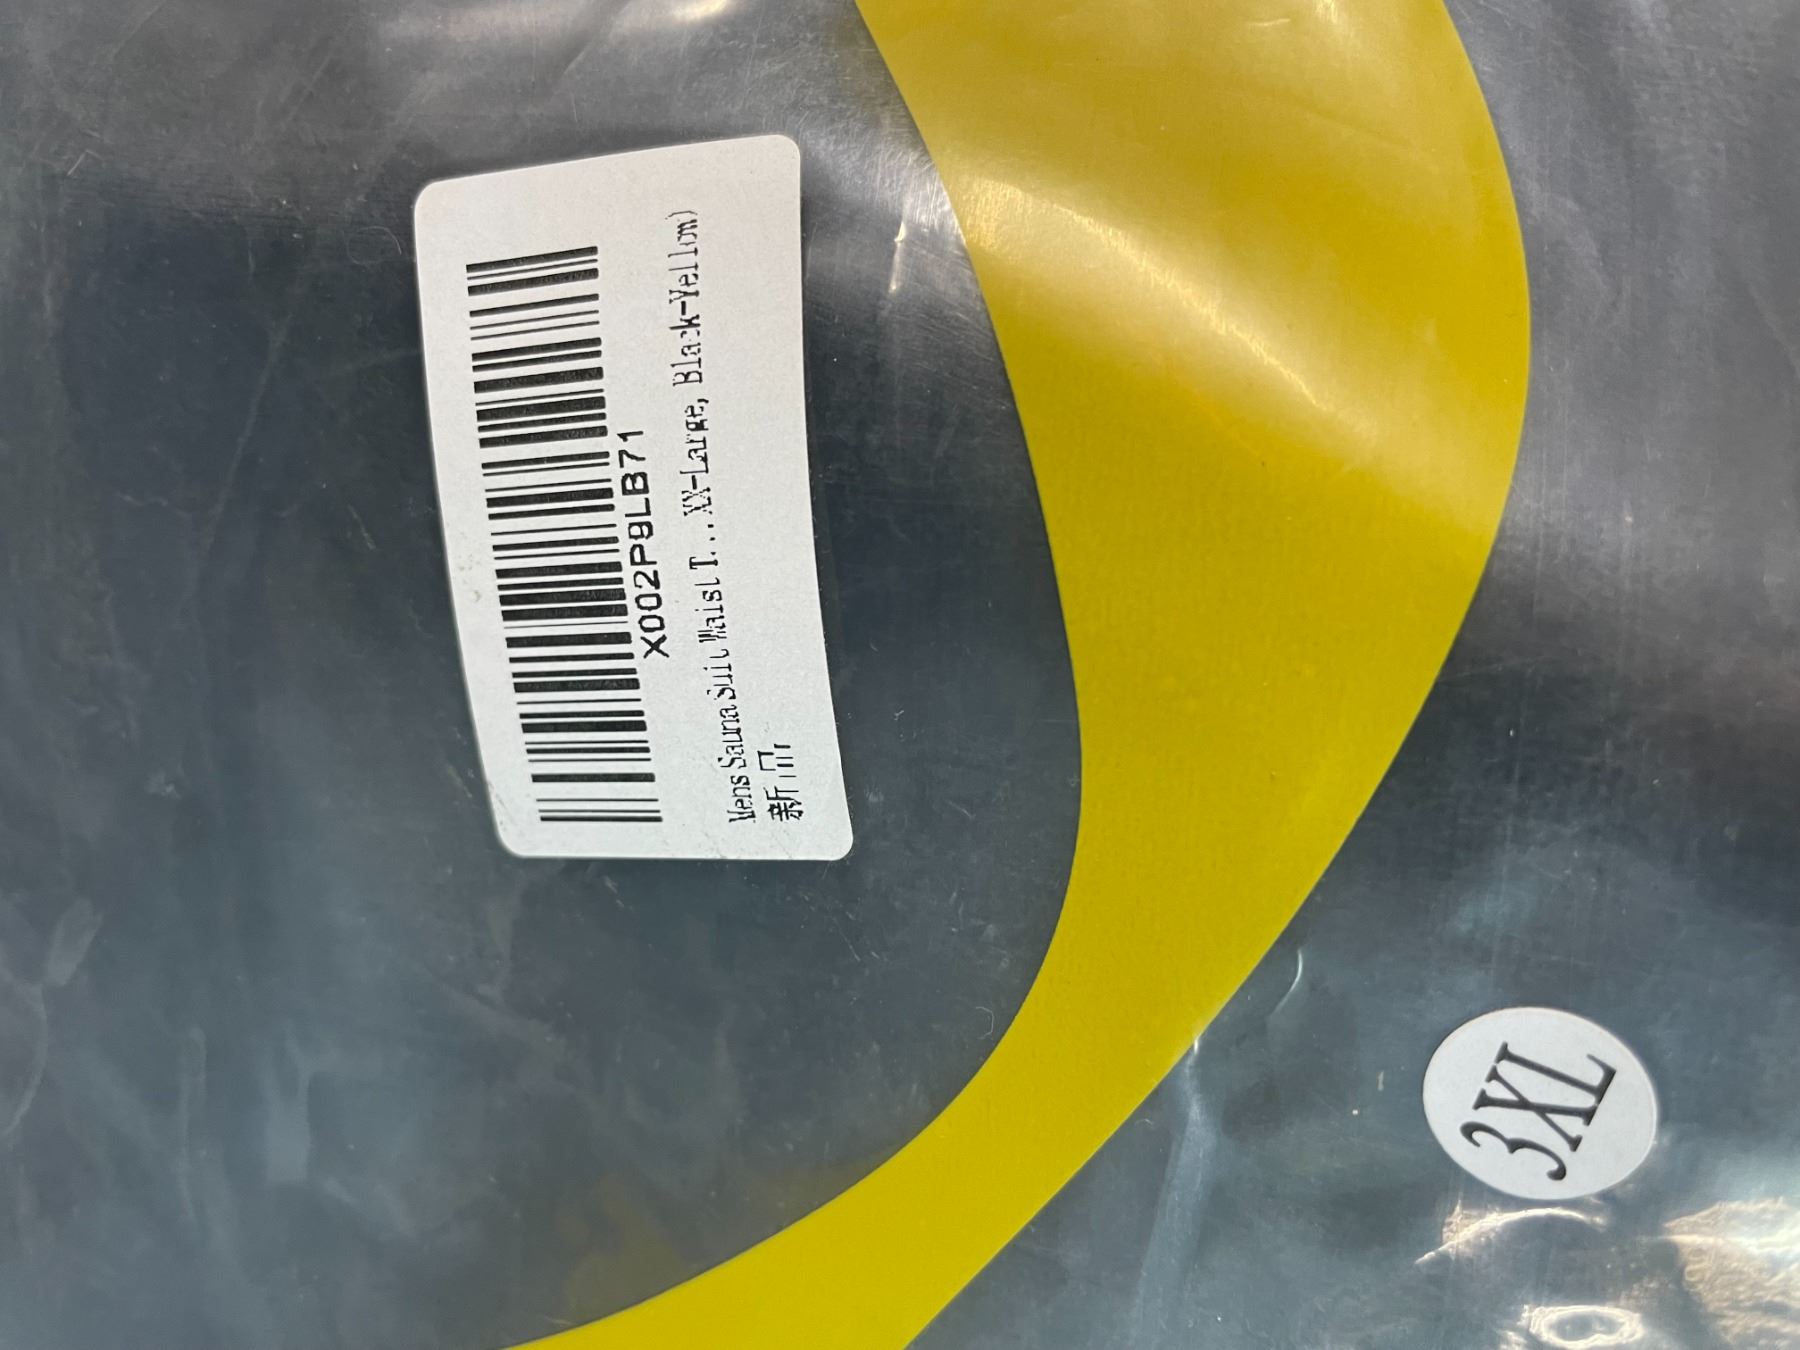 X002P9LB71
Mens Sauna Suit Waist T...XX-Large, Black-Yellow)
新品
3XL